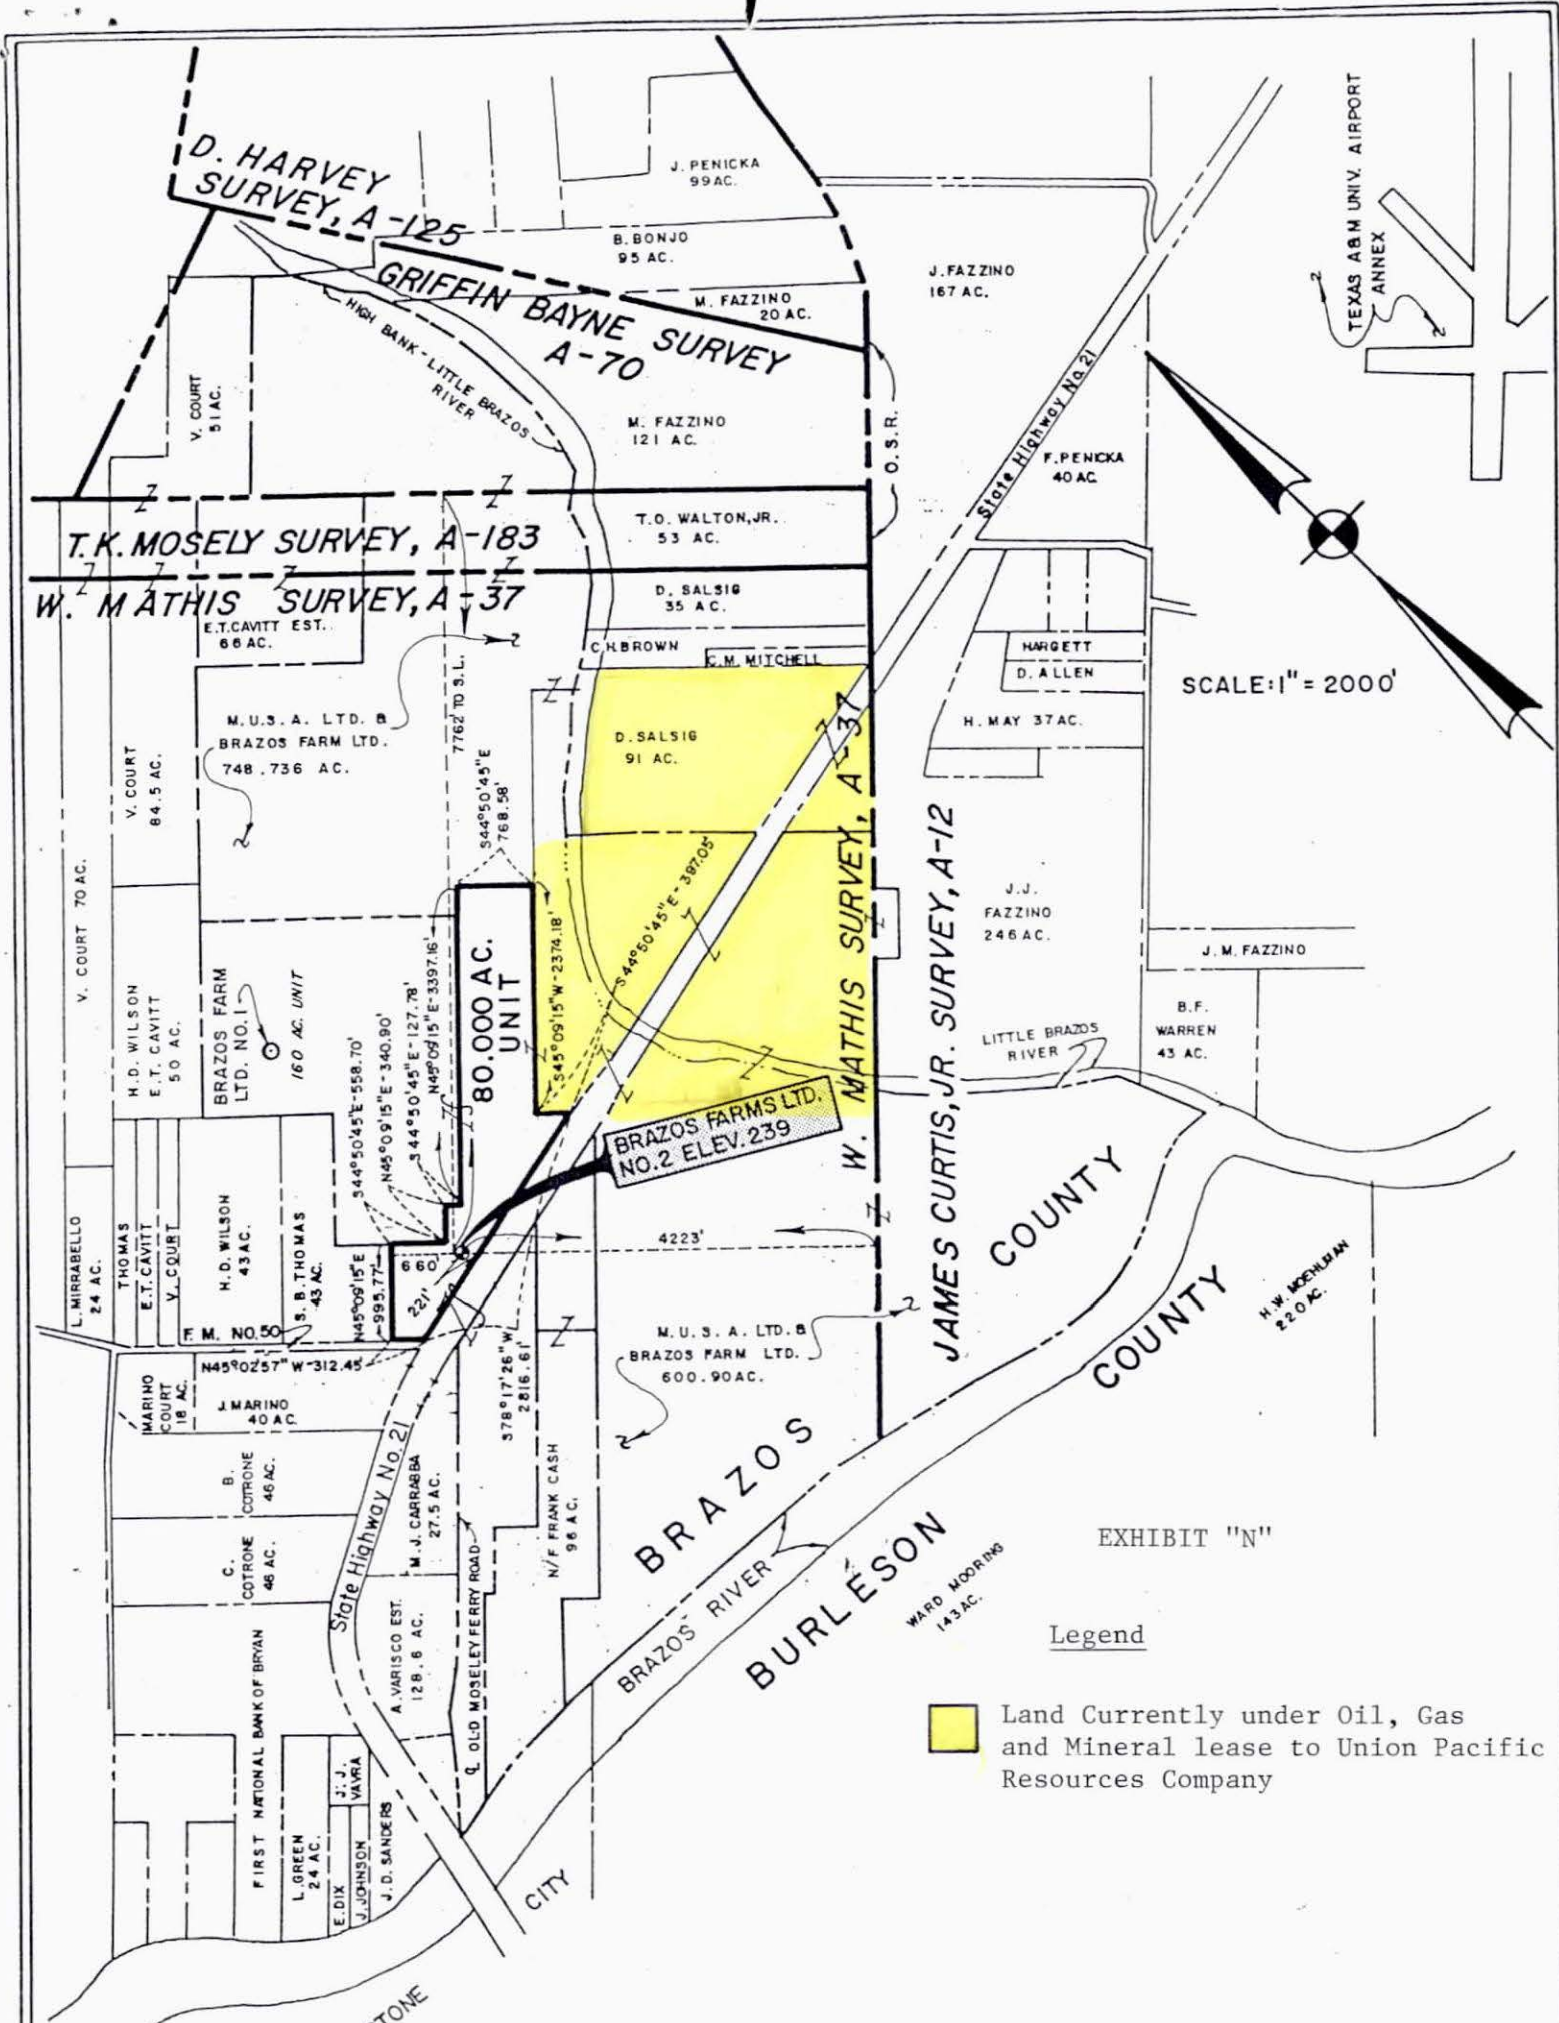 D. HARVEY
SURVEY, A-125
GRIFFIN BAYNE SURVEY
A-70
HIGH BANK-LITTLE BRAZOS
RIVER
J. PENICKA
99 AC.
B. BONJO
95 AC.
M. FAZZINO
20 AC.
J. FAZZINO
167 AC.
TEXAS A&M UNIV. AIRPORT
ANNEX
V. COURT
51 AC.
M. FAZZINO
121 AC.
O.S.R.
State Highway No. 21
F. PENICKA
40 AC.
T.K. MOSELY SURVEY, A-183
T.O. WALTON, JR.
53 AC.
W. MATHIS SURVEY, A-37
D. SALSIG
35 AC.
E.T. CAVITT EST.
66 AC.
C.H. BROWN
C.M. MITCHELL
HARGETT
D. ALLEN
H. MAY 37 AC.
SCALE: 1" = 2000'
M.U.S.A. LTD. &
BRAZOS FARM LTD.
748.736 AC.
7762' TO S.L.
S44°50'45"E
768.58'
D. SALSIG
91 AC.
V. COURT
84.5 AC.
V. COURT 70 AC.
S44°50'45"E-397.05'
W. MATHIS SURVEY, A-37
JAMES CURTIS, JR. SURVEY, A-12
J.J.
FAZZINO
246 AC.
J.M. FAZZINO
B.F.
WARREN
43 AC.
LITTLE BRAZOS
RIVER
H.D. WILSON
E.T. CAVITT
50 AC.
BRAZOS FARM
LTD. NO. 1
160 AC. UNIT
80.000 AC.
UNIT
S45°09'15"W-2374.18'
N45°09'15"E-3397.16'
S44°50'45"E-127.78'
N45°09'15"E-340.90'
S44°50'45"E-558.70'
BRAZOS FARMS LTD.
NO.2 ELEV. 239
L. MIRRABELLO
24 AC.
THOMAS
E.T. CAVITT
V. COURT
H.D. WILSON
43 AC.
S.B. THOMAS
43 AC.
N45°09'15"E
995.77'
660'
221'
4223'
F.M. NO. 50
N45°02'57"W-312.45'
S78°17'26"W
2816.61'
M.U.S.A. LTD. &
BRAZOS FARM LTD.
600.90 AC.
COUNTY
COUNTY
H.W. MOEHLMAN
220 AC.
MARINO
COURT
18 AC.
J. MARINO
40 AC.
B.
COTRONE
46 AC.
C.
COTRONE
46 AC.
State Highway No. 21
M.J. CARRABBA
27.5 AC.
N/F FRANK CASH
96 AC.
A. VARISCO EST.
128.6 AC.
℄ OLD MOSELEY FERRY ROAD
BRAZOS
BRAZOS RIVER
BURLESON
WARD MOORING
143 AC.
FIRST NATIONAL BANK OF BRYAN
L. GREEN
24 AC.
J.J.
VAVRA
E. DIX
J. JOHNSON
J.D. SANDERS
CITY
EXHIBIT "N"
Legend
Land Currently under Oil, Gas
and Mineral lease to Union Pacific
Resources Company